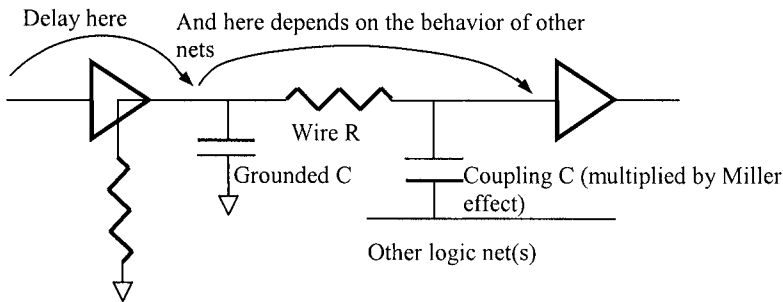 Delay here
And here depends on the behavior of other
nets
Wire R
Grounded C
Coupling C (multiplied by Miller
effect)
Other logic net(s)